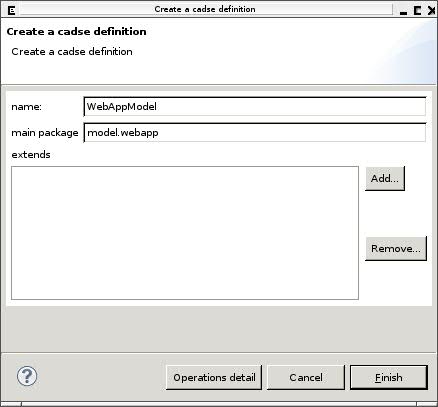 Create a cadse definition
Create a cadse definition
Create a cadse definition
name: WebAppModel
main package model.webapp
extends
Add...
Remove...
? Operations detail Cancel Finish